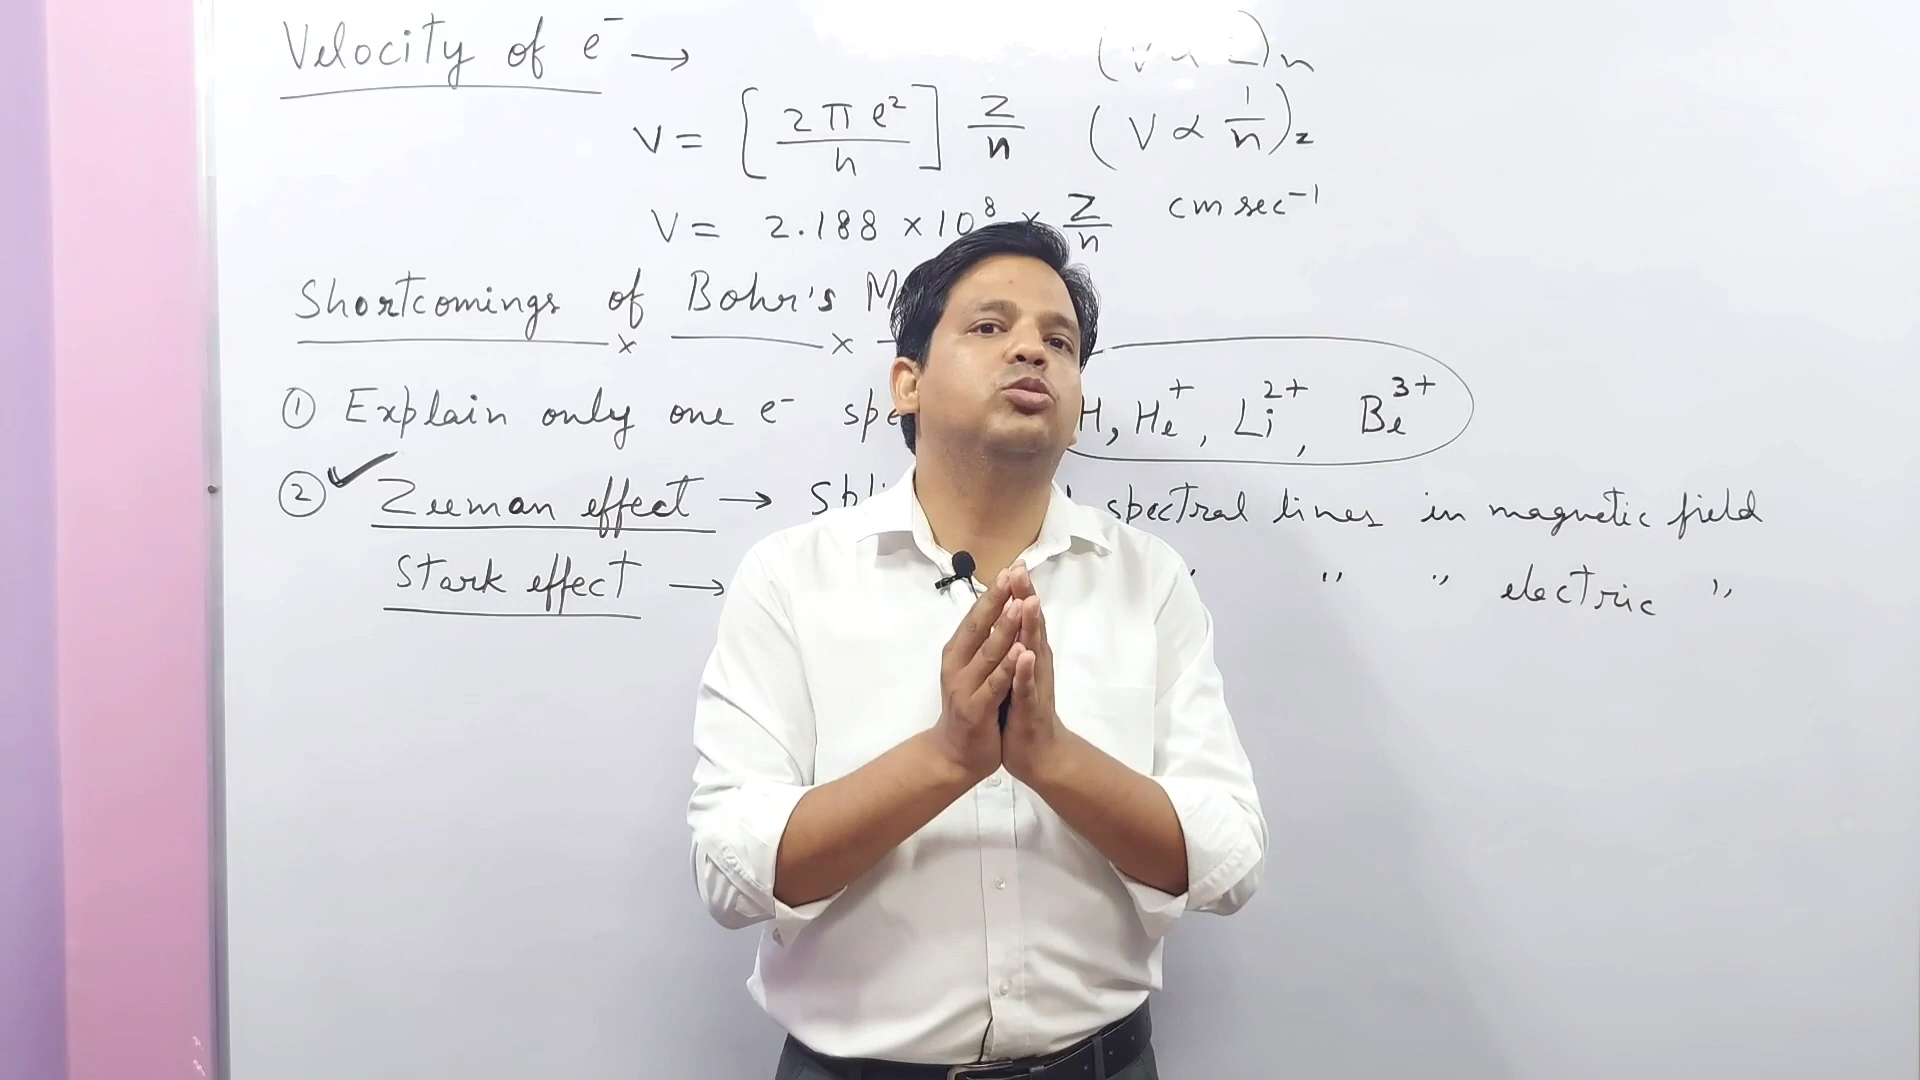 Velocity of e⁻ →
V = [2πe²/h] Z/n (V ∝ 1/n)z
V = 2.188 × 10⁸ × Z/n cm sec⁻¹
Shortcomings of Bohr's
① Explain only one e⁻ H, He⁺, Li²⁺, Be³⁺
② ✓ Zeeman effect → spectral lines in magnetic field
Stark effect → " " electric "